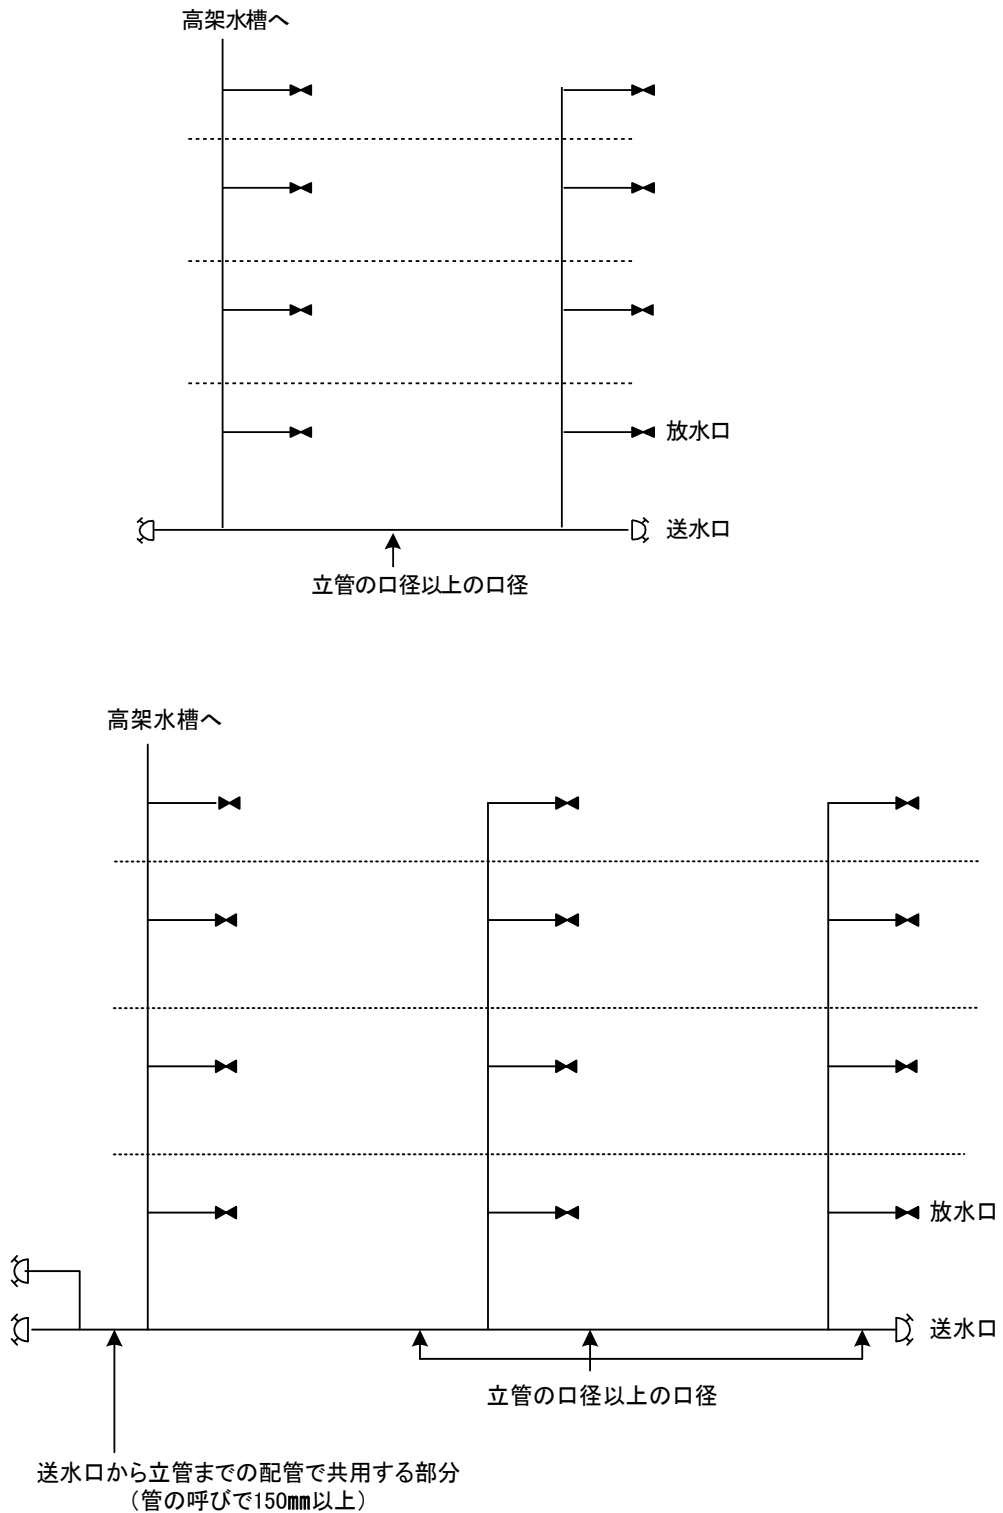 高架水槽へ
放水口
送水口
立管の口径以上の口径
高架水槽へ
放水口
送水口
立管の口径以上の口径
送水口から立管までの配管で共用する部分
（管の呼びで150mm以上）